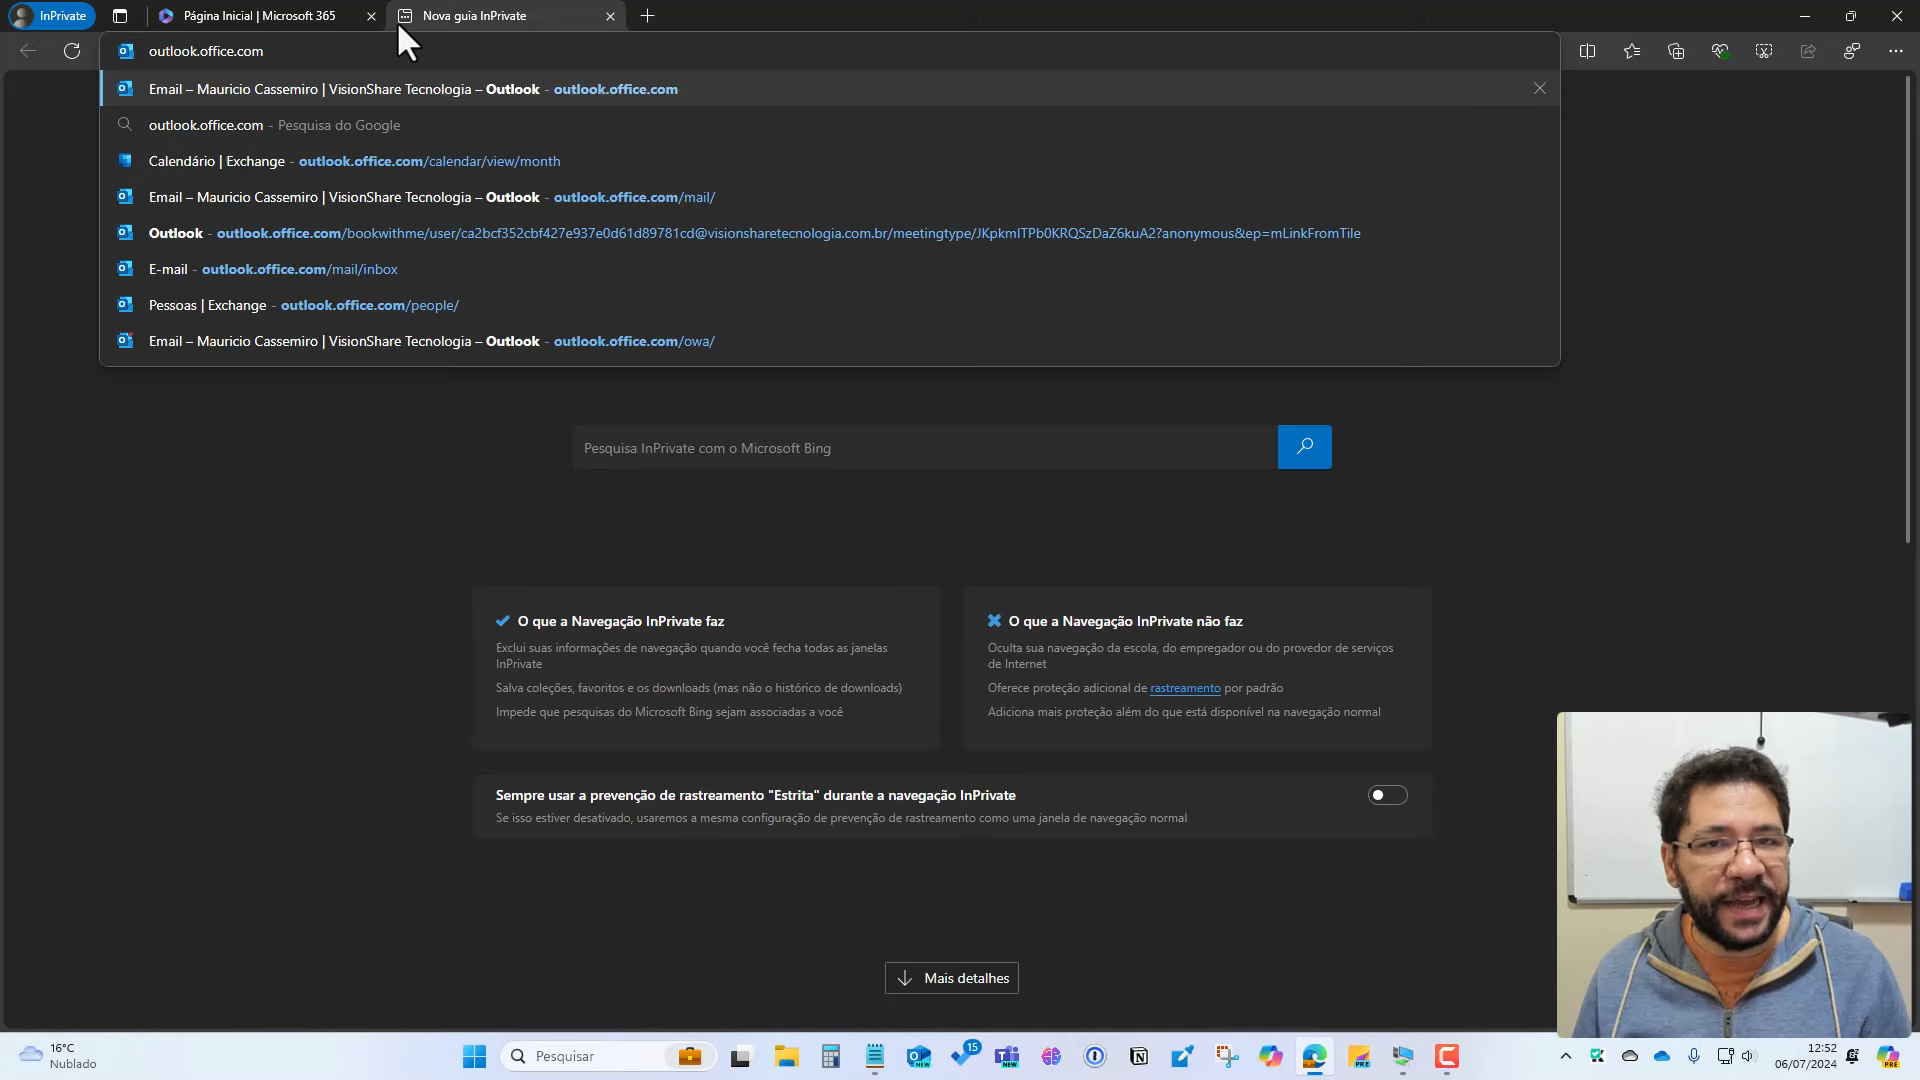 InPrivate
Página Inicial | Microsoft 365
Nova guia InPrivate
outlook.office.com
Email – Mauricio Cassemiro | VisionShare Tecnologia – Outlook - outlook.office.com
outlook.office.com - Pesquisa do Google
Calendário | Exchange - outlook.office.com/calendar/view/month
Email – Mauricio Cassemiro | VisionShare Tecnologia – Outlook - outlook.office.com/mail/
Outlook - outlook.office.com/bookwithme/user/ca2bcf352cbf427e937e0d61d89781cd@visionsharetecnologia.com.br/meetingtype/JKpkmITPb0KRQSzDaZ6kuA2?anonymous&ep=mLinkFromTile
E-mail - outlook.office.com/mail/inbox
Pessoas | Exchange - outlook.office.com/people/
Email – Mauricio Cassemiro | VisionShare Tecnologia – Outlook - outlook.office.com/owa/
Pesquisa InPrivate com o Microsoft Bing
O que a Navegação InPrivate faz
Exclui suas informações de navegação quando você fecha todas as janelas
InPrivate
Salva coleções, favoritos e os downloads (mas não o histórico de downloads)
Impede que pesquisas do Microsoft Bing sejam associadas a você
O que a Navegação InPrivate não faz
Oculta sua navegação da escola, do empregador ou do provedor de serviços
de Internet
Oferece proteção adicional de rastreamento por padrão
Adiciona mais proteção além do que está disponível na navegação normal
Sempre usar a prevenção de rastreamento "Estrita" durante a navegação InPrivate
Se isso estiver desativado, usaremos a mesma configuração de prevenção de rastreamento como uma janela de navegação normal
Mais detalhes
16°C
Nublado
Pesquisar
NEW
15
NEW
PRE
12:52
06/07/2024
PRE